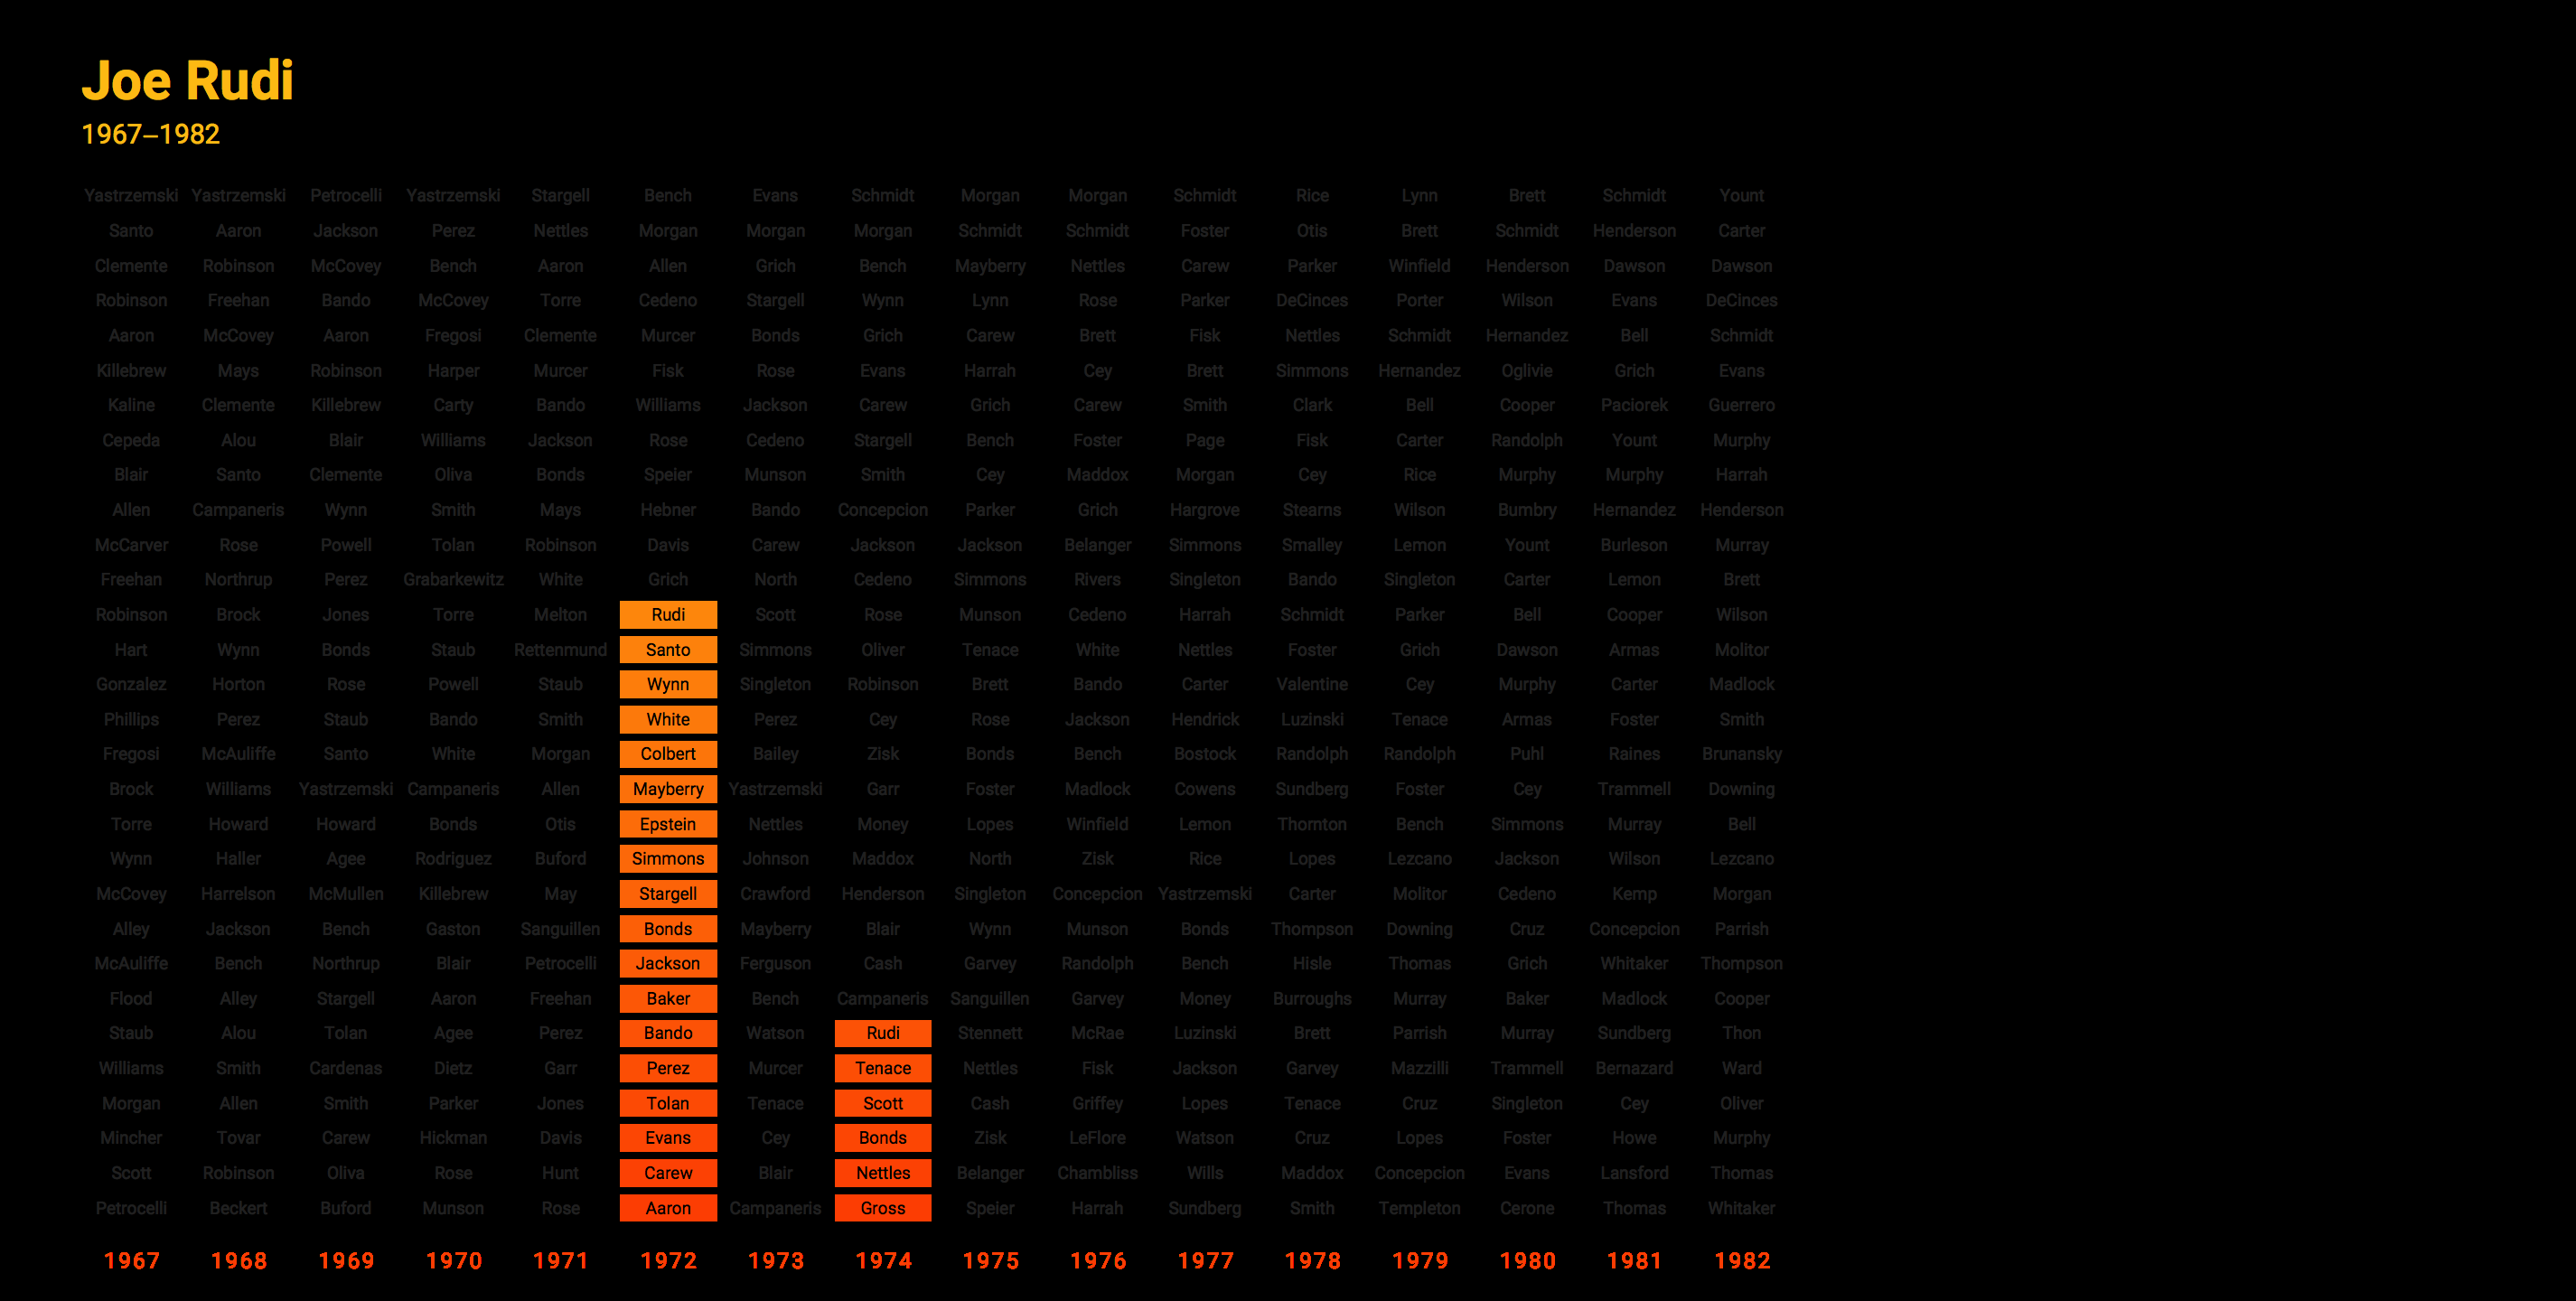 Joe Rudi
1967–1982
Yastrzemski Yastrzemski Petrocelli Yastrzemski Stargell Bench Evans Schmidt Morgan Morgan Schmidt Rice Lynn Brett Schmidt Yount
Santo Aaron Jackson Perez Nettles Morgan Morgan Morgan Schmidt Schmidt Foster Otis Brett Schmidt Henderson Carter
Clemente Robinson McCovey Bench Aaron Allen Grich Bench Mayberry Nettles Carew Parker Winfield Henderson Dawson Dawson
Robinson Freehan Bando McCovey Torre Cedeno Stargell Wynn Lynn Rose Parker DeCinces Porter Wilson Evans DeCinces
Aaron McCovey Aaron Fregosi Clemente Murcer Bonds Grich Carew Brett Fisk Nettles Schmidt Hernandez Bell Schmidt
Killebrew Mays Robinson Harper Murcer Fisk Rose Evans Harrah Cey Brett Simmons Hernandez Oglivie Grich Evans
Kaline Clemente Killebrew Carty Bando Williams Jackson Carew Grich Carew Smith Clark Bell Cooper Paciorek Guerrero
Cepeda Alou Blair Williams Jackson Rose Cedeno Stargell Bench Foster Page Fisk Carter Randolph Yount Murphy
Blair Santo Clemente Oliva Bonds Speier Munson Smith Cey Maddox Morgan Cey Rice Murphy Murphy Harrah
Allen Campaneris Wynn Smith Mays Hebner Bando Concepcion Parker Grich Hargrove Stearns Wilson Bumbry Hernandez Henderson
McCarver Rose Powell Tolan Robinson Davis Carew Jackson Jackson Belanger Simmons Smalley Lemon Yount Burleson Murray
Freehan Northrup Perez Grabarkewitz White Grich North Cedeno Simmons Rivers Singleton Bando Singleton Carter Lemon Brett
Robinson Brock Jones Torre Melton Rudi Scott Rose Munson Cedeno Harrah Schmidt Parker Bell Cooper Wilson
Hart Wynn Bonds Staub Rettenmund Santo Simmons Oliver Tenace White Nettles Foster Grich Dawson Armas Molitor
Gonzalez Horton Rose Powell Staub Wynn Singleton Robinson Brett Bando Carter Valentine Cey Murphy Carter Madlock
Phillips Perez Staub Bando Smith White Perez Cey Rose Jackson Hendrick Luzinski Tenace Armas Foster Smith
Fregosi McAuliffe Santo White Morgan Colbert Bailey Zisk Bonds Bench Bostock Randolph Randolph Puhl Raines Brunansky
Brock Williams Yastrzemski Campaneris Allen Mayberry Yastrzemski Garr Foster Madlock Cowens Sundberg Foster Cey Trammell Downing
Torre Howard Howard Bonds Otis Epstein Nettles Money Lopes Winfield Lemon Thornton Bench Simmons Murray Bell
Wynn Haller Agee Rodriguez Buford Simmons Johnson Maddox North Zisk Rice Lopes Lezcano Jackson Wilson Lezcano
McCovey Harrelson McMullen Killebrew May Stargell Crawford Henderson Singleton Concepcion Yastrzemski Carter Molitor Cedeno Kemp Morgan
Alley Jackson Bench Gaston Sanguillen Bonds Mayberry Blair Wynn Munson Bonds Thompson Downing Cruz Concepcion Parrish
McAuliffe Bench Northrup Blair Petrocelli Jackson Ferguson Cash Garvey Randolph Bench Hisle Thomas Grich Whitaker Thompson
Flood Alley Stargell Aaron Freehan Baker Bench Campaneris Sanguillen Garvey Money Burroughs Murray Baker Madlock Cooper
Staub Alou Tolan Agee Perez Bando Watson Rudi Stennett McRae Luzinski Brett Parrish Murray Sundberg Thon
Williams Smith Cardenas Dietz Garr Perez Murcer Tenace Nettles Fisk Jackson Garvey Mazzilli Trammell Bernazard Ward
Morgan Allen Smith Parker Jones Tolan Tenace Scott Cash Griffey Lopes Tenace Cruz Singleton Cey Oliver
Mincher Tovar Carew Hickman Davis Evans Cey Bonds Zisk LeFlore Watson Cruz Lopes Foster Howe Murphy
Scott Robinson Oliva Rose Hunt Carew Blair Nettles Belanger Chambliss Wills Maddox Concepcion Evans Lansford Thomas
Petrocelli Beckert Buford Munson Rose Aaron Campaneris Gross Speier Harrah Sundberg Smith Templeton Cerone Thomas Whitaker
1967 1968 1969 1970 1971 1972 1973 1974 1975 1976 1977 1978 1979 1980 1981 1982